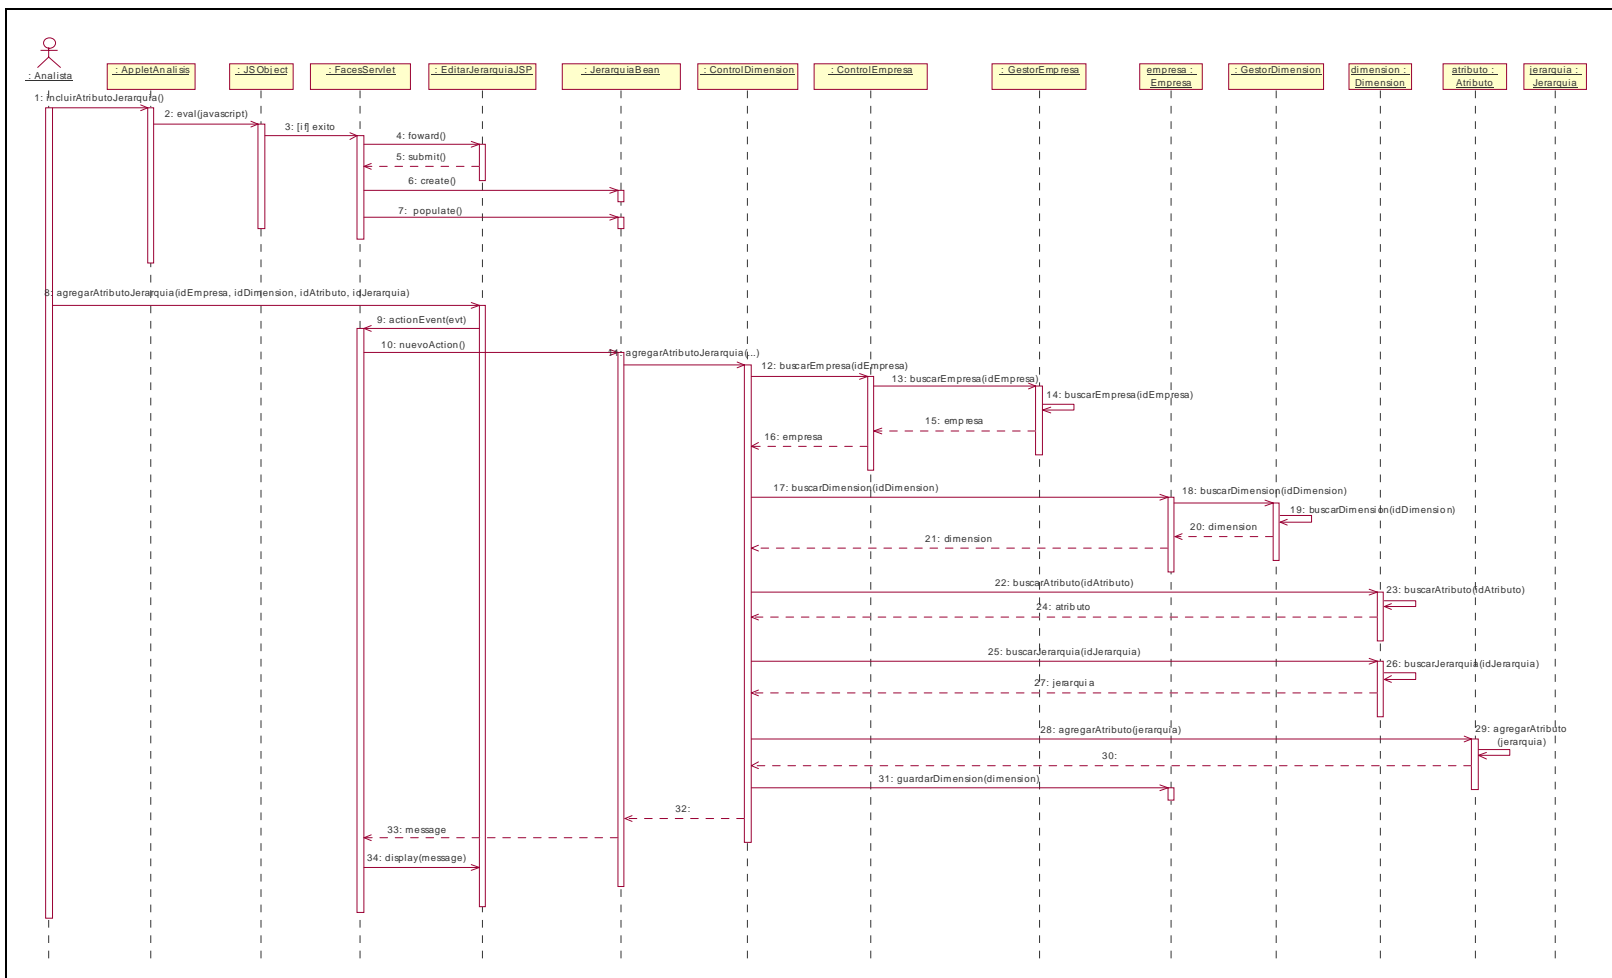 : Analista
: AppletAnalisis
: JSObject
: FacesServlet
: EditarJerarquiaJSP
: JerarquiaBean
: ControlDimension
: ControlEmpresa
: GestorEmpresa
empresa :
Empresa
: GestorDimension
dimension :
Dimension
atributo :
Atributo
jerarquia :
Jerarquia
1: incluirAtributoJerarquia()
2: eval(javascript)
3: [if] exito
4: foward()
5: submit()
6: create()
7: populate()
8: agregarAtributoJerarquia(idEmpresa, idDimension, idAtributo, idJerarquia)
9: actionEvent(evt)
10: nuevoAction()
agregarAtributoJerarquia(...)
12: buscarEmpresa(idEmpresa)
13: buscarEmpresa(idEmpresa)
14: buscarEmpresa(idEmpresa)
15: empresa
16: empresa
17: buscarDimension(idDimension)
18: buscarDimension(idDimension)
19: buscarDimension(idDimension)
20: dimension
21: dimension
22: buscarAtributo(idAtributo)
23: buscarAtributo(idAtributo)
24: atributo
25: buscarJerarquia(idJerarquia)
26: buscarJerarquia(idJerarquia)
27: jerarquia
28: agregarAtributo(jerarquia)
29: agregarAtributo
(jerarquia)
30:
31: guardarDimension(dimension)
32:
33: message
34: display(message)